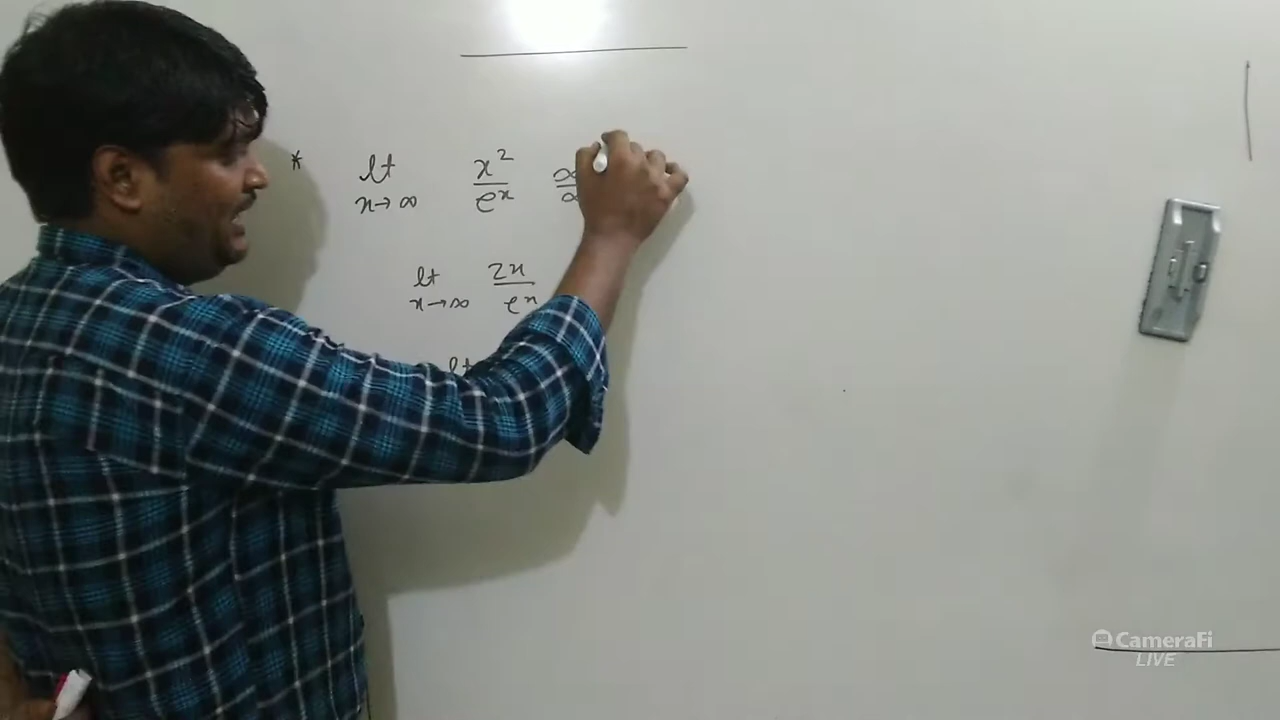 * lt x→∞ x²/eˣ ∞/∞
lt x→∞ 2x/eˣ
lt
CameraFi
LIVE